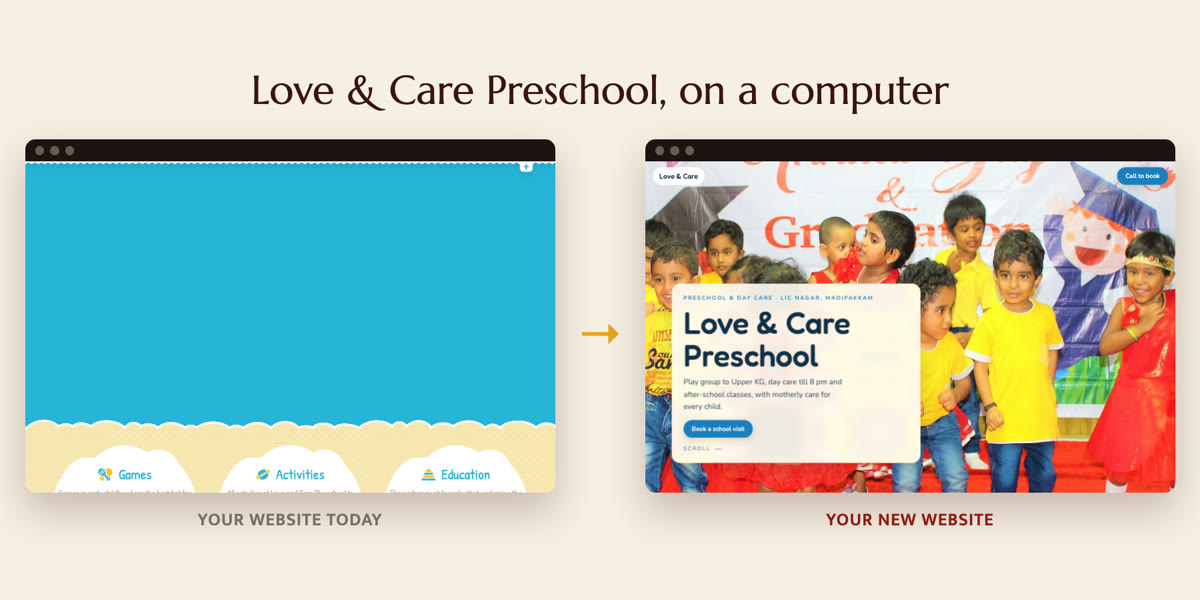 Love & Care Preschool, on a computer
Games
Activities
Education
YOUR WEBSITE TODAY
Love & Care
Call to book
&
PRESCHOOL & DAY CARE · LIC NAGAR, MADIPAKKAM
Love & Care
Preschool
Play group to Upper KG, day care till 8 pm and
after-school classes, with motherly care for
every child.
Book a school visit
SCROLL
YOUR NEW WEBSITE